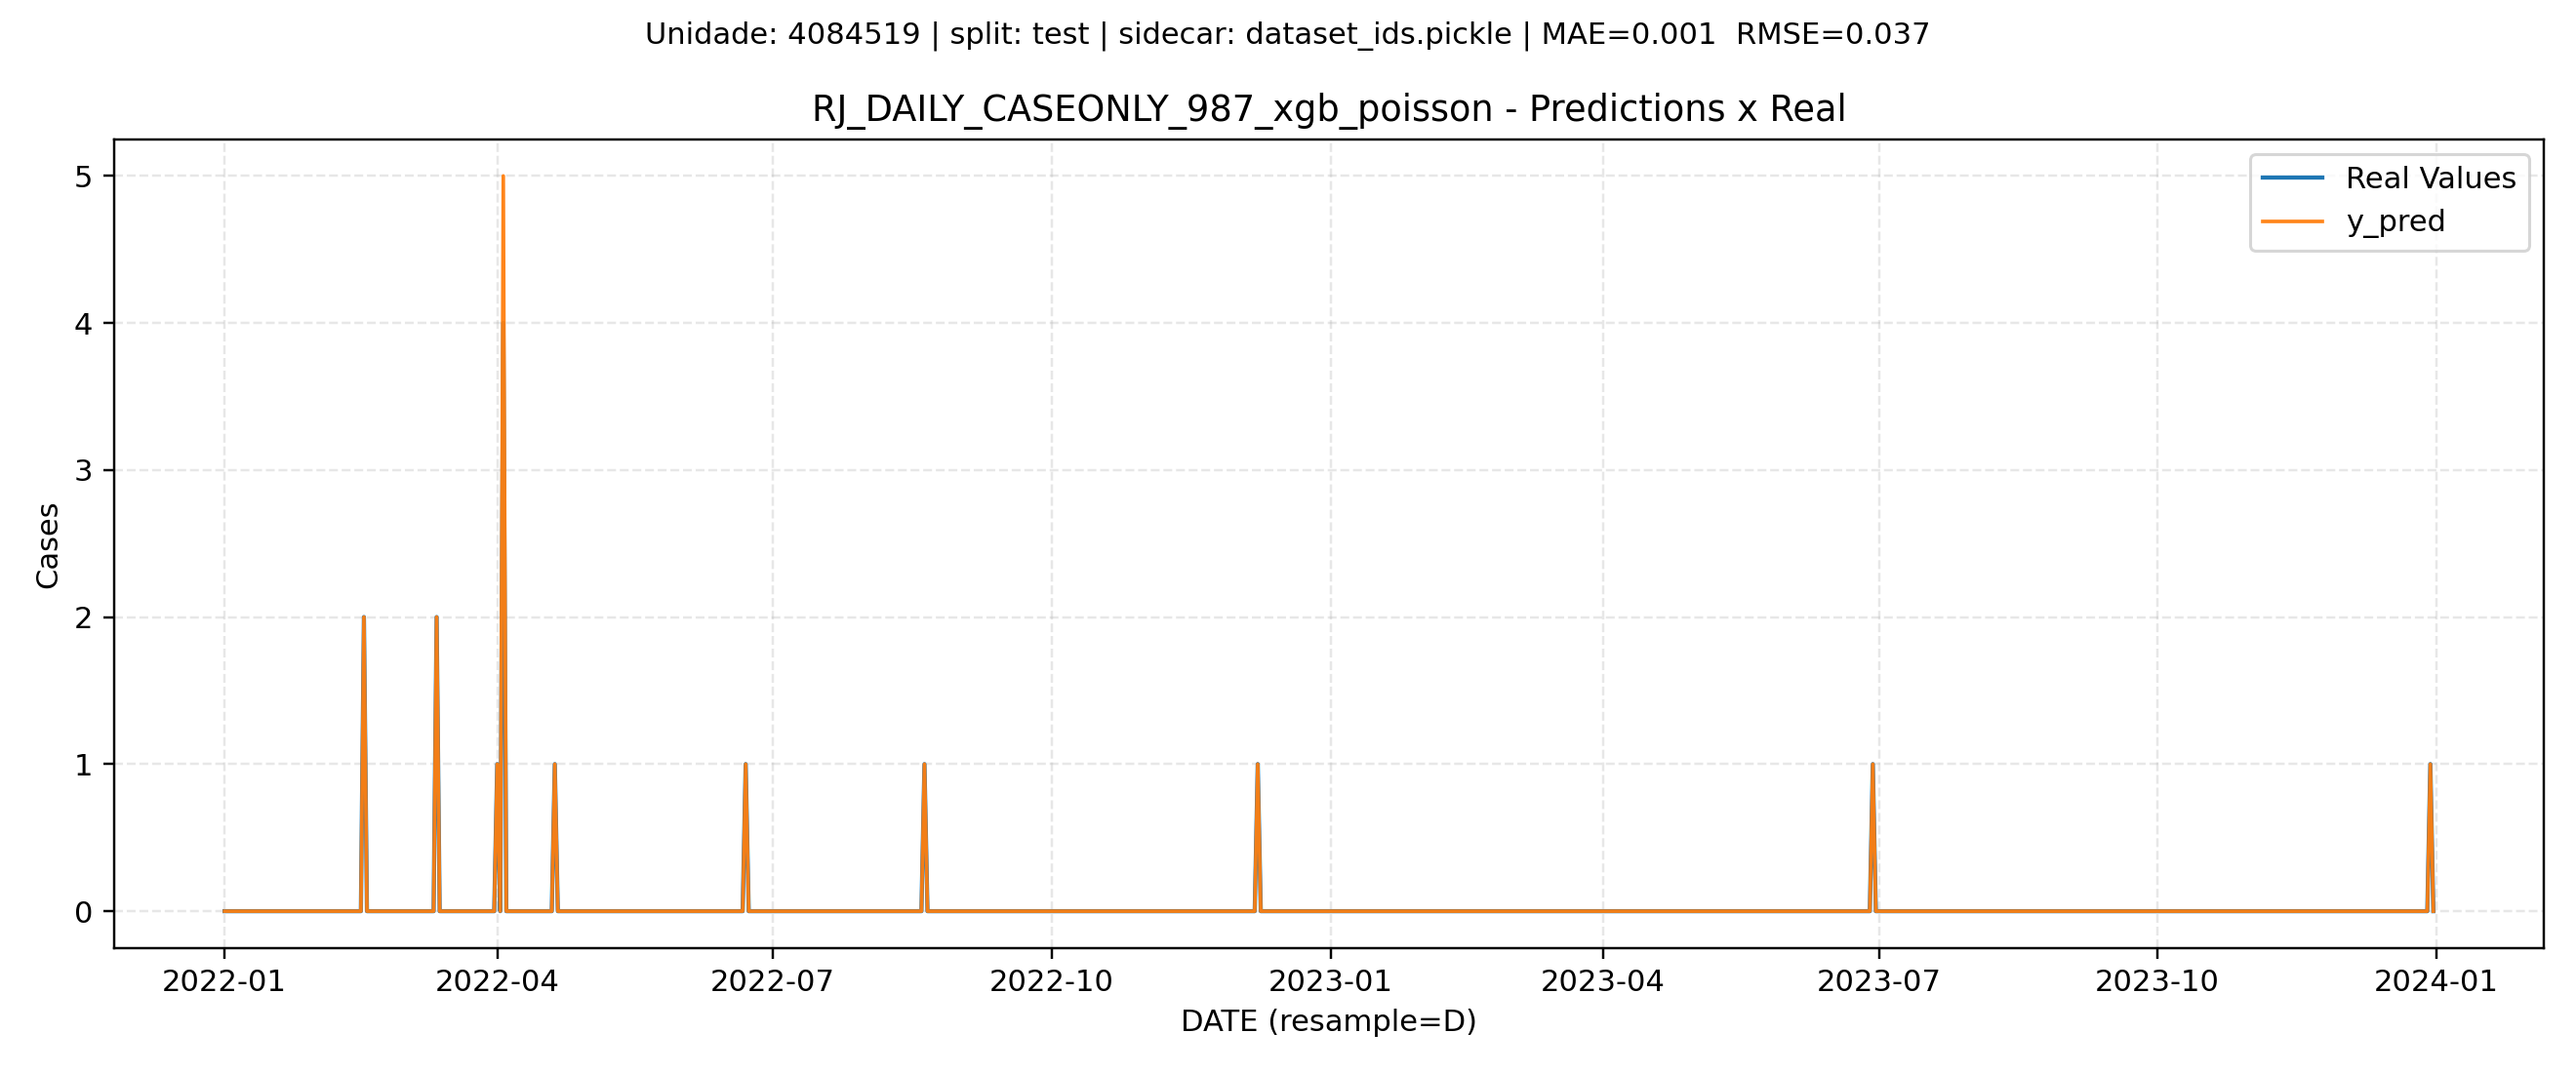 Unidade: 4084519 | split: test | sidecar: dataset_ids.pickle | MAE=0.001  RMSE=0.037
RJ_DAILY_CASEONLY_987_xgb_poisson - Predictions x Real
Real Values
y_pred
5
4
3
2
1
0
Cases
2022-01
2022-04
2022-07
2022-10
2023-01
2023-04
2023-07
2023-10
2024-01
DATE (resample=D)